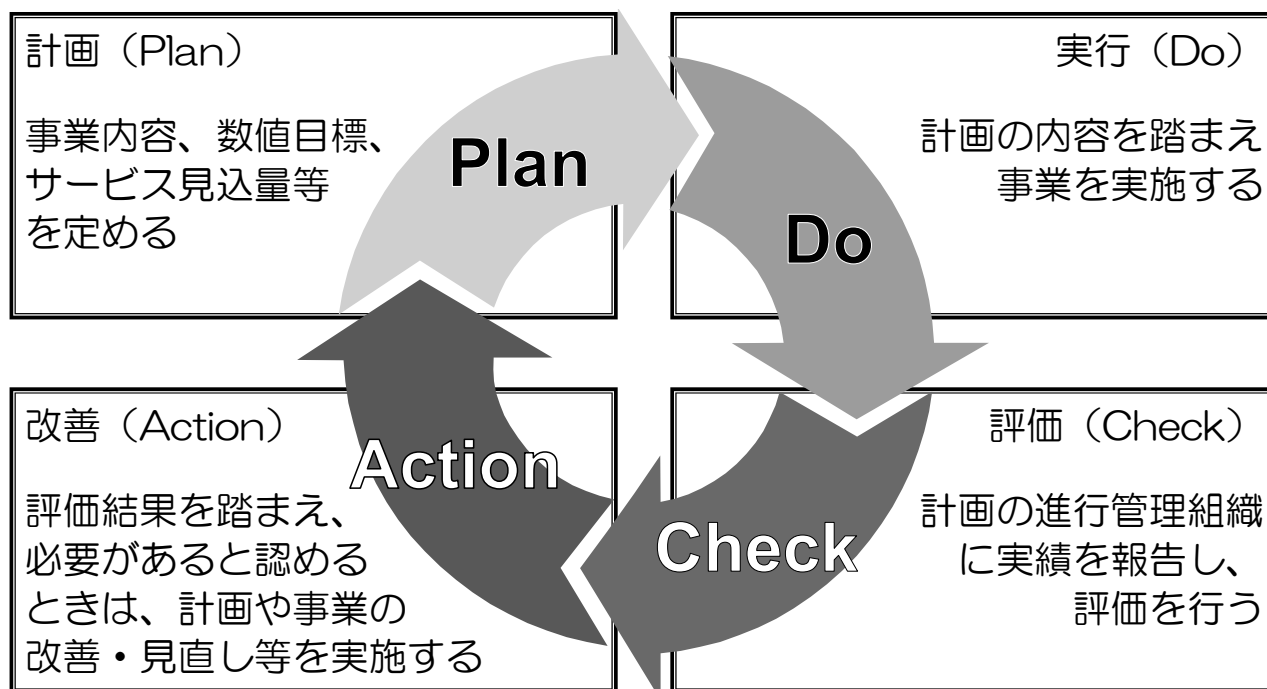 計画（Plan）
事業内容、数値目標、
サービス見込量等
を定める
Plan
実行（Do）
計画の内容を踏まえ
事業を実施する
Do
改善（Action）
評価結果を踏まえ、
必要があると認める
ときは、計画や事業の
改善・見直し等を実施する
Action
評価（Check）
計画の進行管理組織
に実績を報告し、
評価を行う
Check